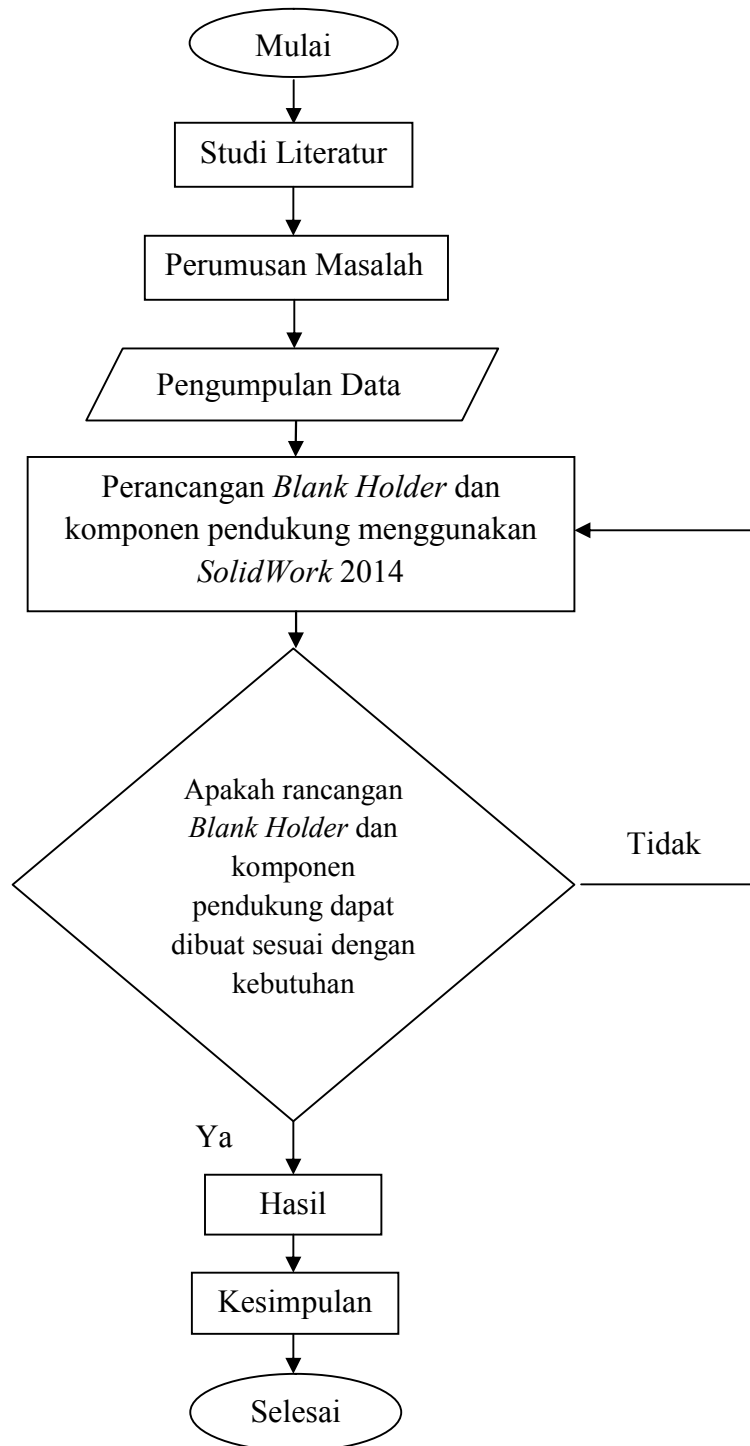 Mulai
Studi Literatur
Perumusan Masalah
Pengumpulan Data
Perancangan Blank Holder dan
komponen pendukung menggunakan
SolidWork 2014
Apakah rancangan
Blank Holder dan
komponen
pendukung dapat
dibuat sesuai dengan
kebutuhan
Tidak
Ya
Hasil
Kesimpulan
Selesai